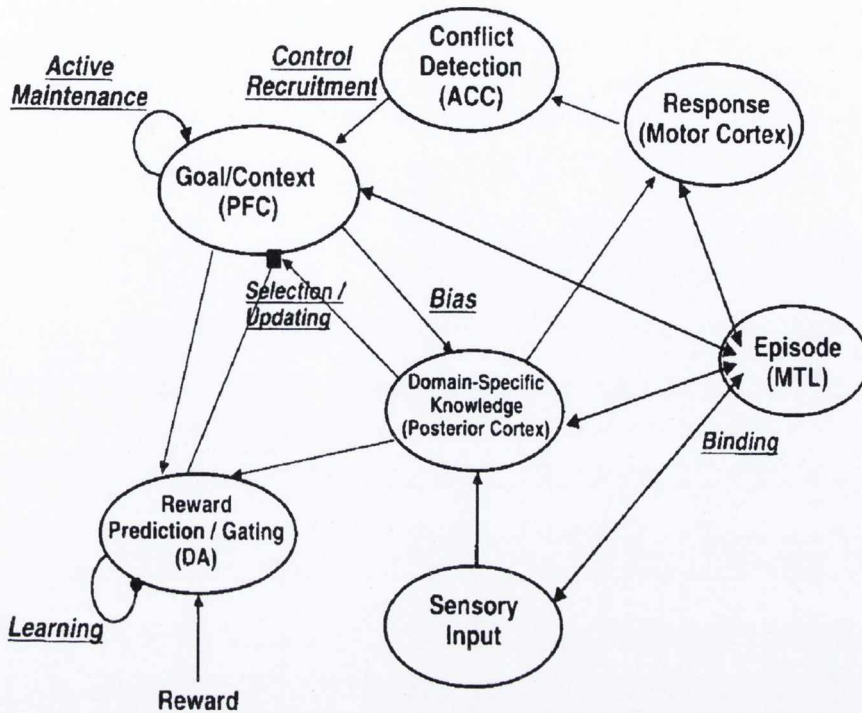 Active
Maintenance
Control
Recruitment
Conflict
Detection
(ACC)
Response
(Motor Cortex)
Goal/Context
(PFC)
Selection /
Updating
Bias
Domain-Specific
Knowledge
(Posterior Cortex)
Episode
(MTL)
Binding
Reward
Prediction / Gating
(DA)
Learning
Sensory
Input
Reward